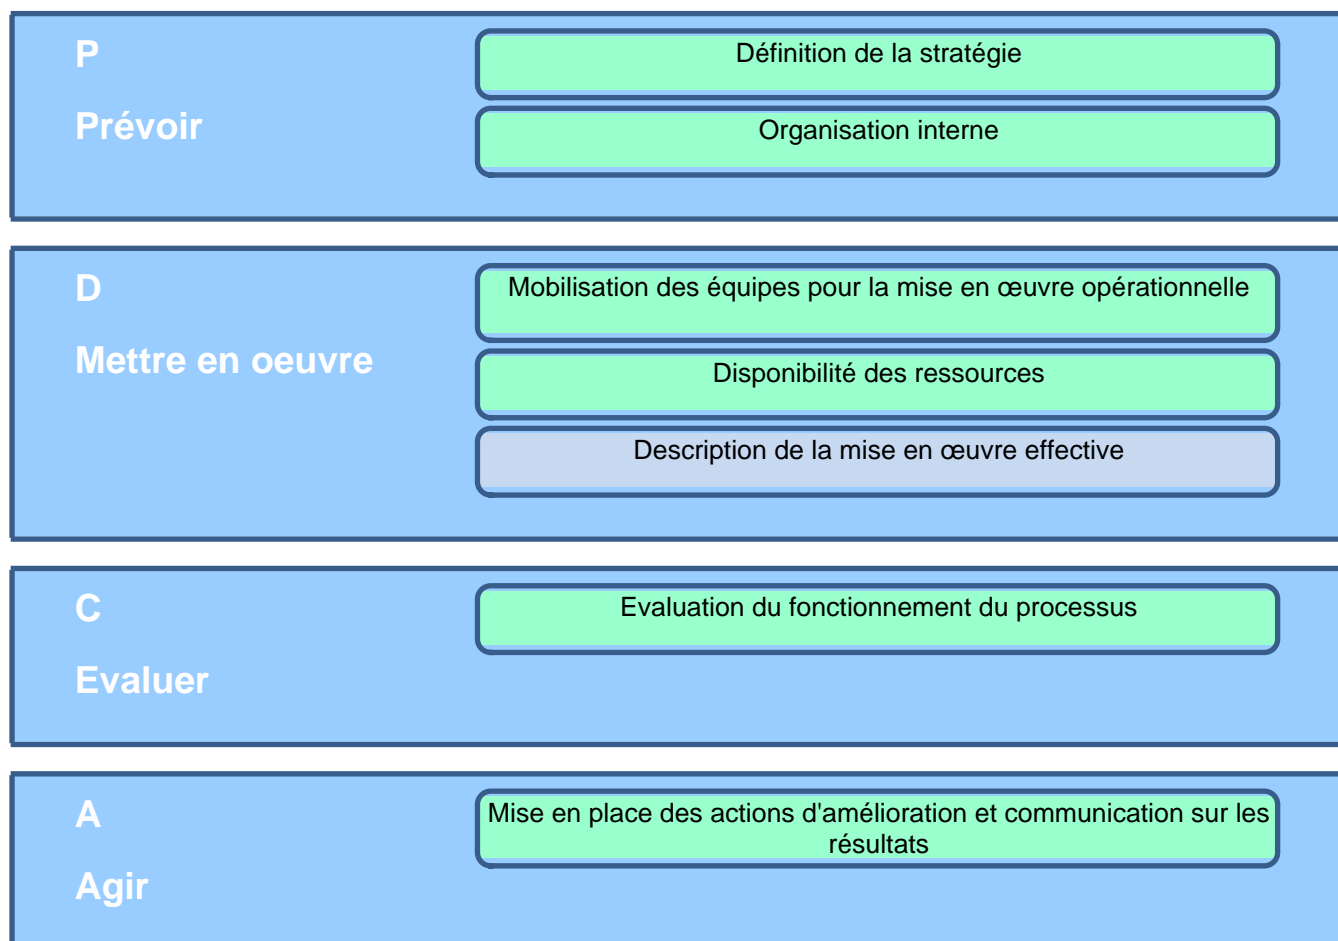 P
Prévoir
Définition de la stratégie
Organisation interne
D
Mettre en oeuvre
Mobilisation des équipes pour la mise en œuvre opérationnelle
Disponibilité des ressources
Description de la mise en œuvre effective
C
Evaluer
Evaluation du fonctionnement du processus
A
Agir
Mise en place des actions d'amélioration et communication sur les
résultats